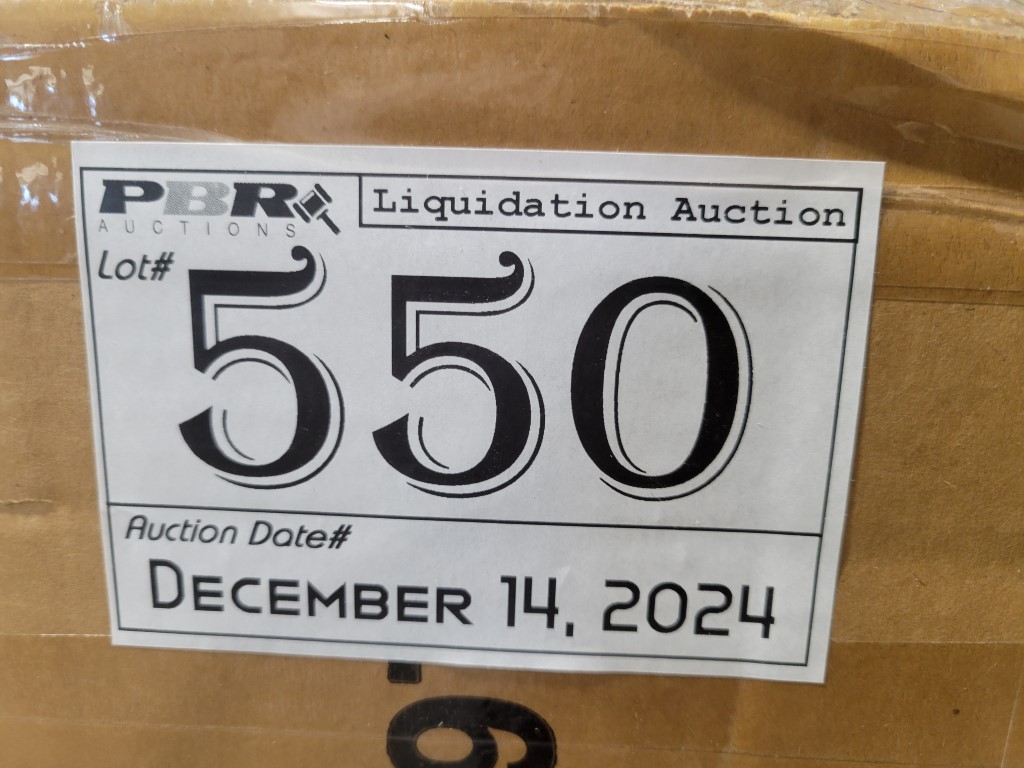 PBR
AUCTIONS
Liquidation Auction
Lot#
550
Auction Date#
DECEMBER 14, 2024